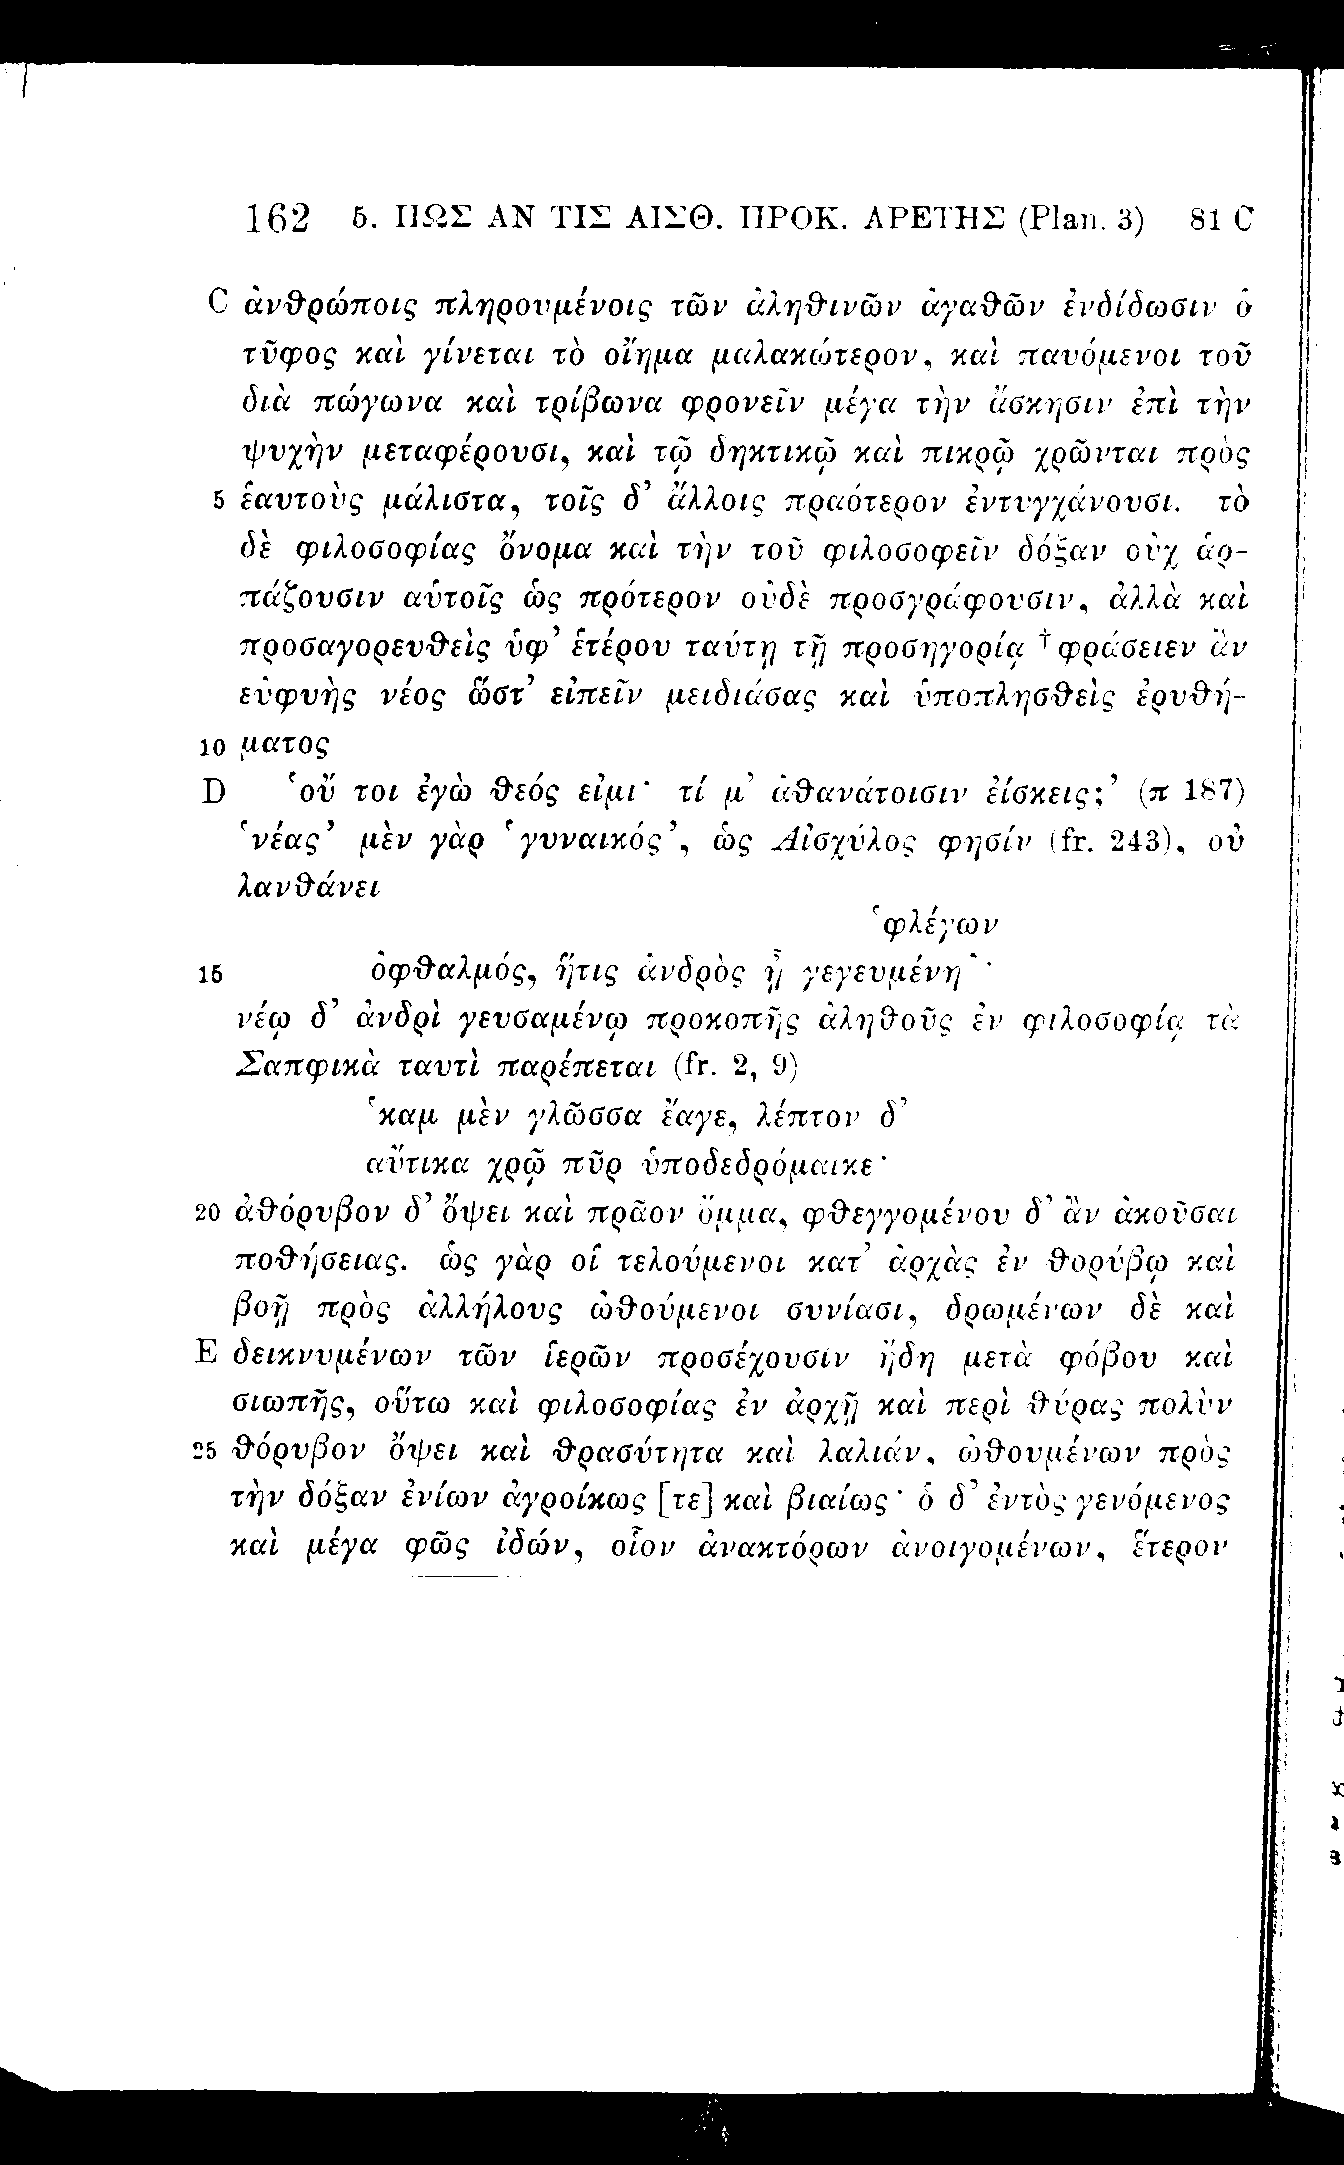 162 5. ΠΩΣ ΑΝ ΤΙΣ ΑΙΣΘ. ΠΡΟΚ. ΑΡΕΤΗΣ (Plan. 3) 81 C
C ἀνθρώποις πληρουμένοις τῶν ἀληθινῶν ἀγαθῶν ἐνδίδωσιν ὁ
τῦφος καὶ γίνεται τὸ οἴημα μαλακώτερον, καὶ παυόμενοι τοῦ
διὰ πώγωνα καὶ τρίβωνα φρονεῖν μέγα τὴν ἄσκησιν ἐπὶ τὴν
ψυχὴν μεταφέρουσι, καὶ τῷ δηκτικῷ καὶ πικρῷ χρῶνται πρὸς
5 ἑαυτοὺς μάλιστα, τοῖς δ’ ἄλλοις πραότερον ἐντυγχάνουσι. τὸ
δὲ φιλοσοφίας ὄνομα καὶ τὴν τοῦ φιλοσοφεῖν δόξαν οὐχ ἁρ-
πάζουσιν αὑτοῖς ὡς πρότερον οὐδὲ προσγράφουσιν, ἀλλὰ καὶ
προσαγορευθεὶς ὑφ’ ἑτέρου ταύτῃ τῇ προσηγορίᾳ † φράσειεν ἂν
εὐφυὴς νέος ὥστ’ εἰπεῖν μειδιάσας καὶ ὑποπλησθεὶς ἐρυθή-
10 ματος
D ‘οὔ τοι ἐγὼ θεός εἰμι· τί μ’ ἀθανάτοισιν ἐίσκεις;’ (π 187)
‘νέας’ μὲν γὰρ ‘γυναικός’, ὡς Αἰσχύλος φησίν (fr. 243), οὐ
λανθάνει
‘φλέγων
15 ὀφθαλμός, ἥτις ἀνδρὸς ᾖ γεγευμένη’·
νέῳ δ’ ἀνδρὶ γευσαμένῳ προκοπῆς ἀληθοῦς ἐν φιλοσοφίᾳ τὰ
Σαπφικὰ ταυτὶ παρέπεται (fr. 2, 9)
‘καμ μὲν γλῶσσα ἔαγε, λέπτον δ’
αὔτικα χρῷ πῦρ ὑποδεδρόμαικε·
20 ἀθόρυβον δ’ ὄψει καὶ πρᾶον ὄμμα, φθεγγομένου δ’ ἂν ἀκοῦσαι
ποθήσειας. ὡς γὰρ οἱ τελούμενοι κατ’ ἀρχὰς ἐν θορύβῳ καὶ
βοῇ πρὸς ἀλλήλους ὠθούμενοι συνίασι, δρωμένων δὲ καὶ
E δεικνυμένων τῶν ἱερῶν προσέχουσιν ἤδη μετὰ φόβου καὶ
σιωπῆς, οὕτω καὶ φιλοσοφίας ἐν ἀρχῇ καὶ περὶ θύρας πολὺν
25 θόρυβον ὄψει καὶ θρασύτητα καὶ λαλιάν, ὠθουμένων πρὸς
τὴν δόξαν ἐνίων ἀγροίκως [τε] καὶ βιαίως· ὁ δ’ ἐντὸς γενόμενος
καὶ μέγα φῶς ἰδών, οἷον ἀνακτόρων ἀνοιγομένων, ἕτερον